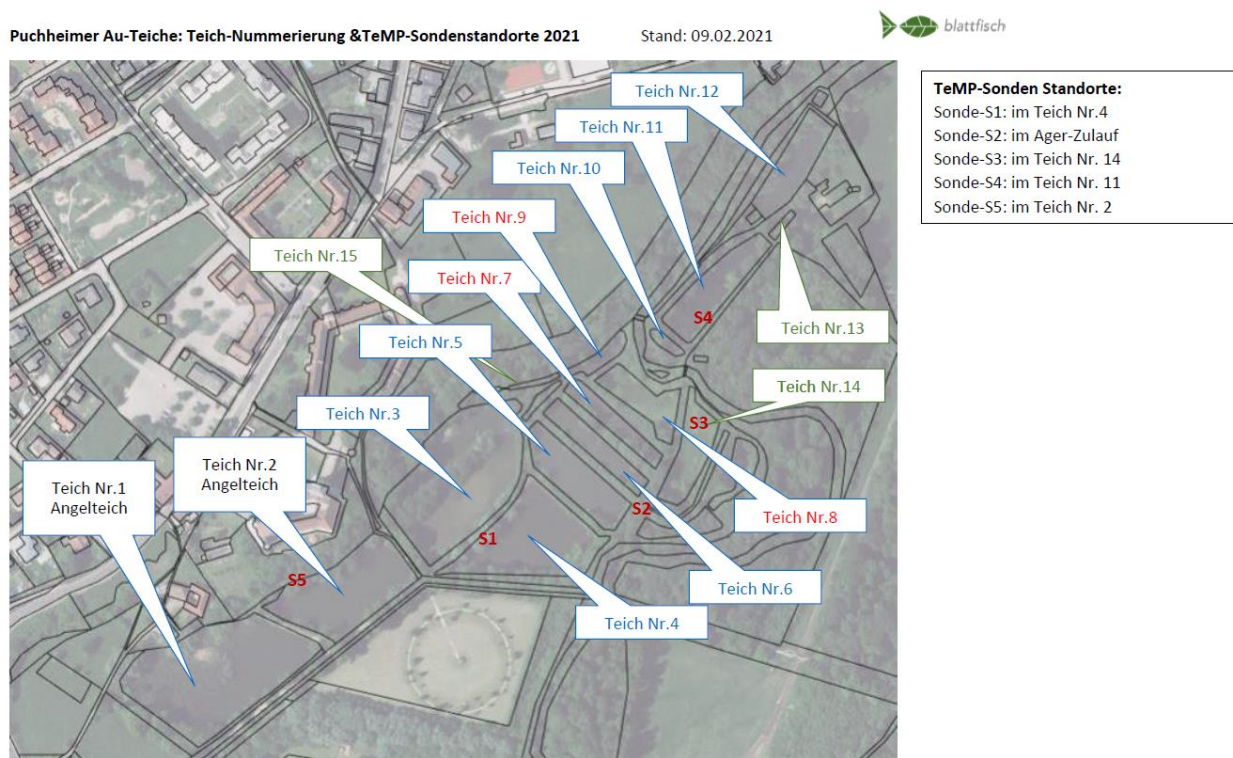 Puchheimer Au-Teiche: Teich-Nummerierung &TeMP-Sondenstandorte 2021
Stand: 09.02.2021
blattfisch
TeMP-Sonden Standorte:
Sonde-S1: im Teich Nr.4
Sonde-S2: im Ager-Zulauf
Sonde-S3: im Teich Nr. 14
Sonde-S4: im Teich Nr. 11
Sonde-S5: im Teich Nr. 2
Teich Nr.12
Teich Nr.11
Teich Nr.10
Teich Nr.9
Teich Nr.15
Teich Nr.7
S4
Teich Nr.13
Teich Nr.5
Teich Nr.14
Teich Nr.3
S3
Teich Nr.2
Angelteich
Teich Nr.1
Angelteich
S2
Teich Nr.8
S1
S5
Teich Nr.6
Teich Nr.4